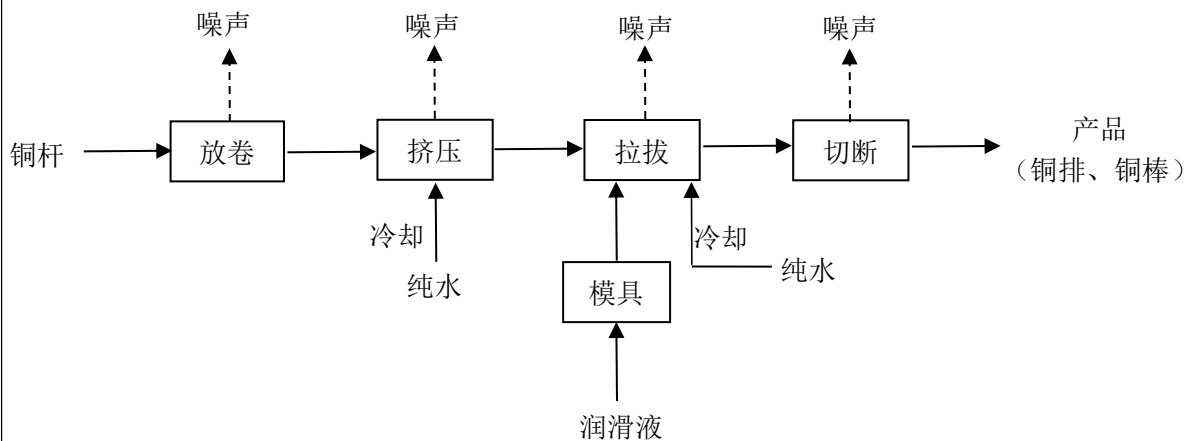 噪声 噪声 噪声 噪声
铜杆 放卷 挤压 拉拔 切断 产品
（铜排、铜棒）
冷却 冷却
纯水 模具 纯水
润滑液